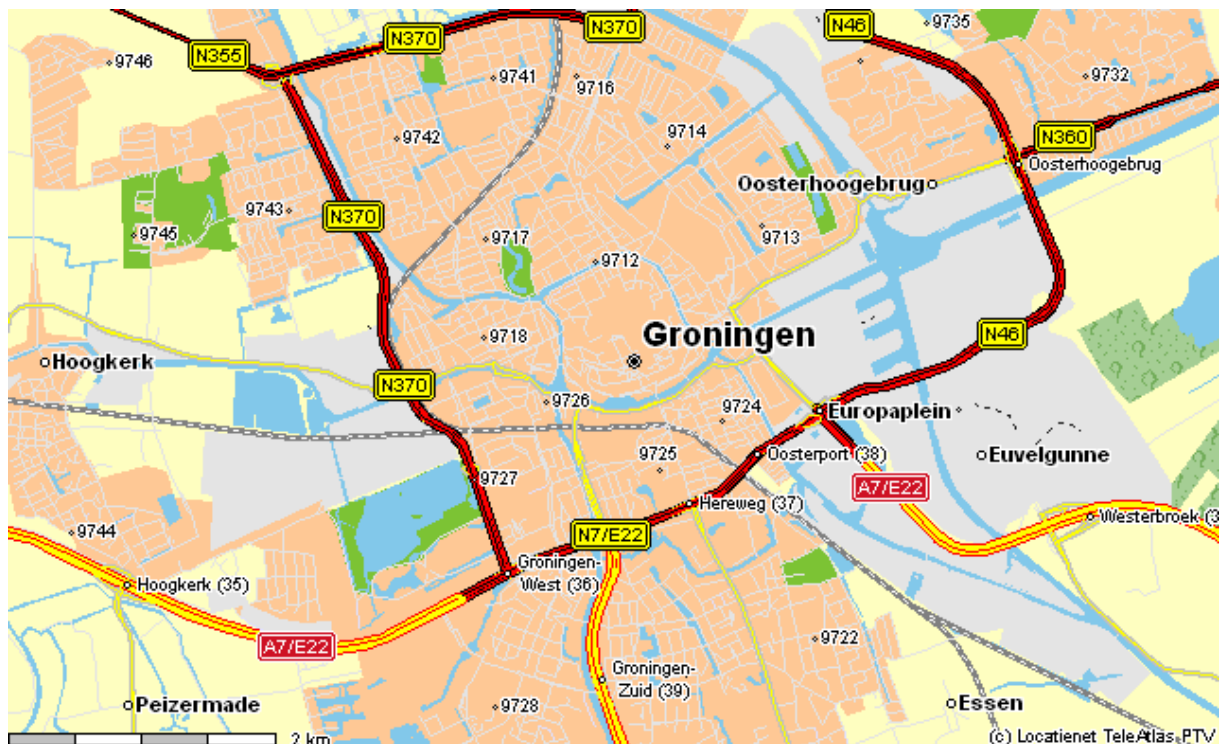 N46
9735
N370
N370
N355
9746
9741
9716
9732
9742
9714
N360
Oosterhoogebrug
Oosterhoogebrug
9743
N370
9745
9717
9713
9712
N46
Groningen
9718
Hoogkerk
N370
9726
9724
Europaplein
Oosterport (38)
Euvelgunne
9725
9727
A7/E22
Hereweg (37)
Westerbroek (3
9744
N7/E22
Groningen-
West (36)
Hoogkerk (35)
A7/E22
9722
Groningen-
Zuid (39)
Peizermade
9728
Essen
2 km
(c) Locatienet TeleAtlas PTV